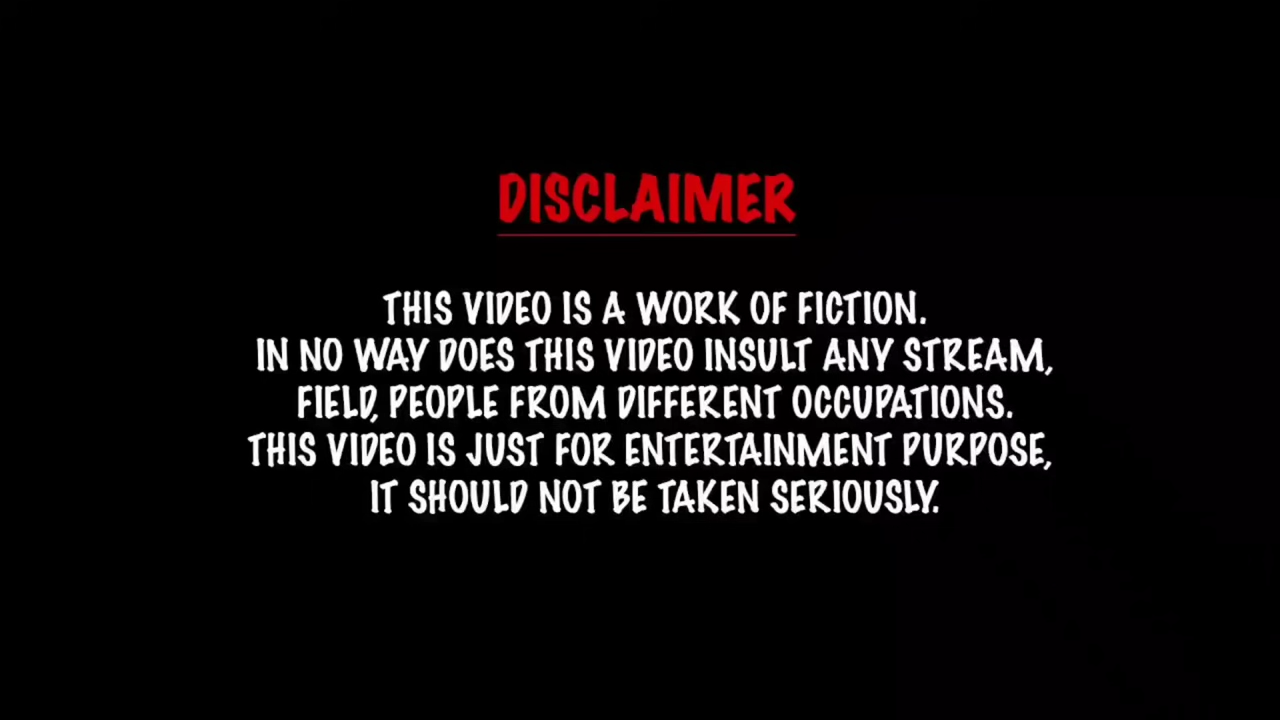 DISCLAIMER
THIS VIDEO IS A WORK OF FICTION.
IN NO WAY DOES THIS VIDEO INSULT ANY STREAM,
FIELD, PEOPLE FROM DIFFERENT OCCUPATIONS.
THIS VIDEO IS JUST FOR ENTERTAINMENT PURPOSE,
IT SHOULD NOT BE TAKEN SERIOUSLY.